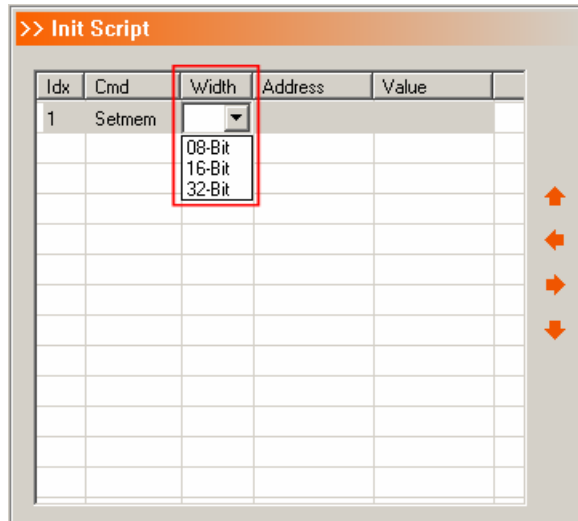 >> Init Script
Idx Cmd Width Address Value
1 Setmem
08-Bit
16-Bit
32-Bit